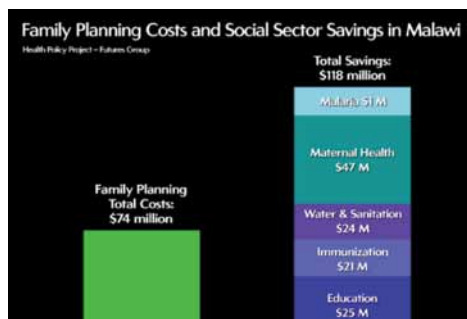 Family Planning Costs and Social Sector Savings in Malawi
Health Policy Project – Futures Group
Total Savings:
$118 million
Malaria $1 M
Maternal Health
$47 M
Family Planning
Total Costs:
$74 million
Water & Sanitation
$24 M
Immunization
$21 M
Education
$25 M